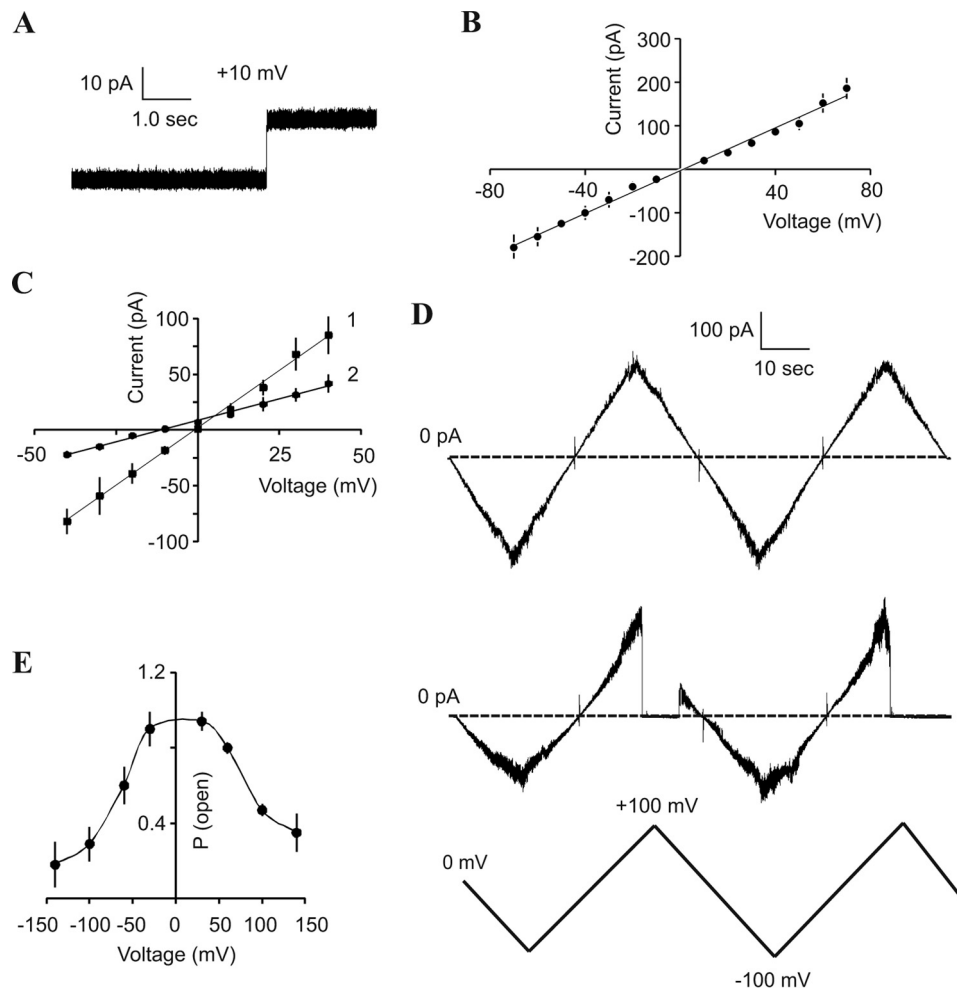 A
10 pA
+10 mV
1.0 sec
B
Current (pA)
300
200
100
-80
-40
40
80
-100
-200
Voltage (mV)
C
Current (pA)
100
50
-50
25
50
-50
-100
Voltage (mV)
1
2
D
100 pA
10 sec
0 pA
0 pA
+100 mV
0 mV
-100 mV
E
1.2
0.4
P (open)
-150 -100 -50 0 50 100 150
Voltage (mV)